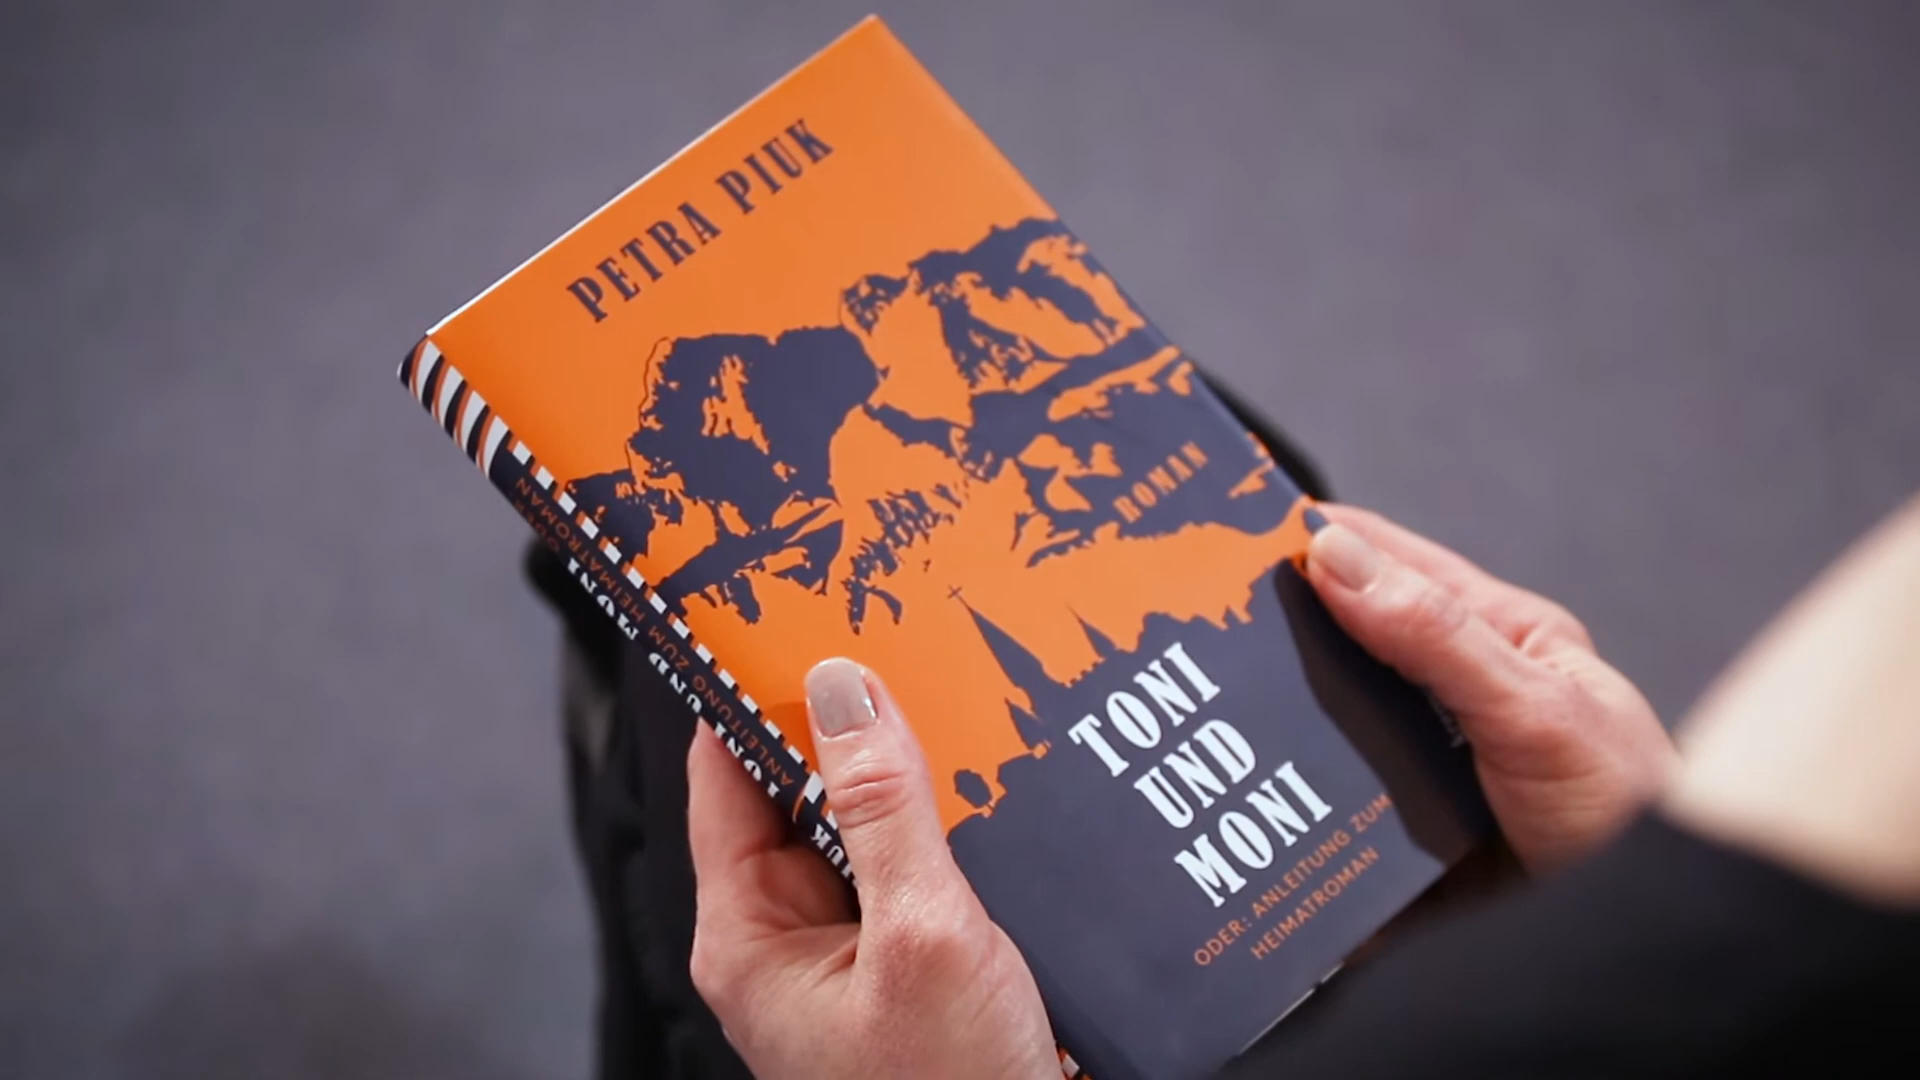 PETRA PIUK
ROMAN
TONI
UND
MONI
ODER: ANLEITUNG ZUM
HEIMATROMAN
TONI UND MONI
ANLEITUNG ZUM HEIMATROMAN